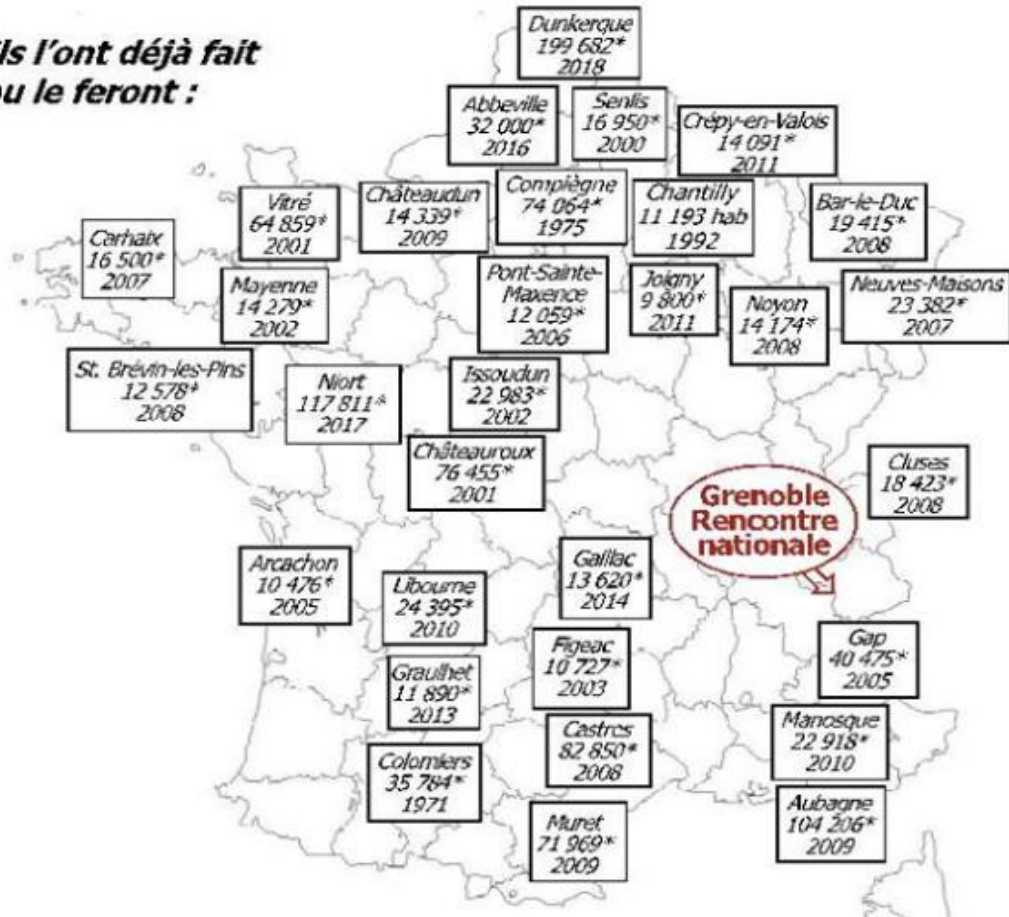 ls l'ont déjà fait
ou le feront :
Dunkerque
199 682*
2018
Abbeville
32 000*
2016
Senlis
16 950*
2000
Crépy-en-Valois
14 091*
2011
Vitré
64 859*
2001
Châteaudun
14 339*
2009
Compiègne
74 064*
1975
Chantilly
11 193 hab
1992
Bar-le-Duc
19 415*
2008
Carhaix
16 500*
2007
Mayenne
14 279*
2002
Pont-Sainte-
Maxence
12 059*
2006
Joigny
9 800*
2011
Noyon
14 174*
2008
Neuves-Maisons
23 382*
2007
St. Brévin-les-Pins
12 578*
2008
Niort
117 811*
2017
Issoudun
22 983*
2002
Châteauroux
76 455*
2001
Cluses
18 423*
2008
Grenoble
Rencontre
nationale
Arcachon
10 476*
2005
Libourne
24 395*
2010
Gaillac
13 620*
2014
Graulhet
11 890*
2013
Figeac
10 727*
2003
Gap
40 475*
2005
Colomiers
35 784*
1971
Castres
82 850*
2008
Manosque
22 918*
2010
Muret
71 969*
2009
Aubagne
104 206*
2009